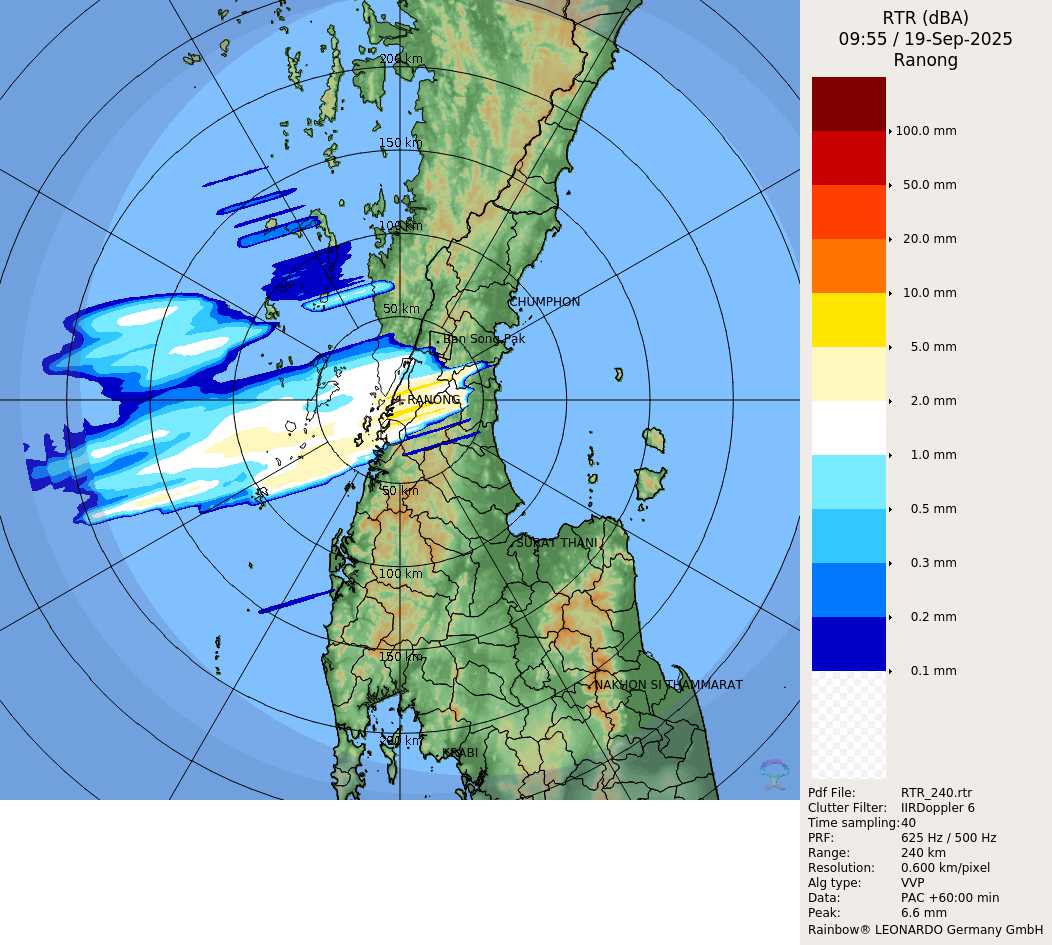 RTR (dBA)
09:55 / 19-Sep-2025
Ranong
100.0 mm
50.0 mm
20.0 mm
10.0 mm
5.0 mm
2.0 mm
1.0 mm
0.5 mm
0.3 mm
0.2 mm
0.1 mm
200 km
150 km
100 km
50 km
CHUMPHON
Ban Song Pak
RANONG
50 km
SURAT THANI
100 km
150 km
NAKHON SI THAMMARAT
200 km
KRABI
Pdf File: RTR_240.rtr
Clutter Filter: IIRDoppler 6
Time sampling:40
PRF: 625 Hz / 500 Hz
Range: 240 km
Resolution: 0.600 km/pixel
Alg type: VVP
Data: PAC +60:00 min
Peak: 6.6 mm
Rainbow® LEONARDO Germany GmbH